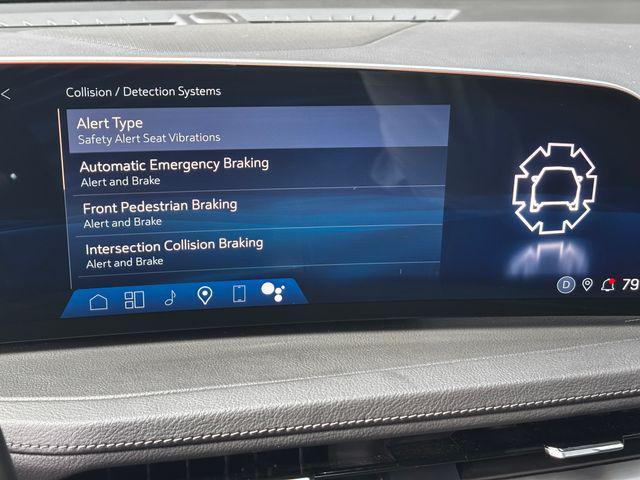 Collision / Detection Systems
Alert Type
Safety Alert Seat Vibrations
Automatic Emergency Braking
Alert and Brake
Front Pedestrian Braking
Alert and Brake
Intersection Collision Braking
Alert and Brake
D 79